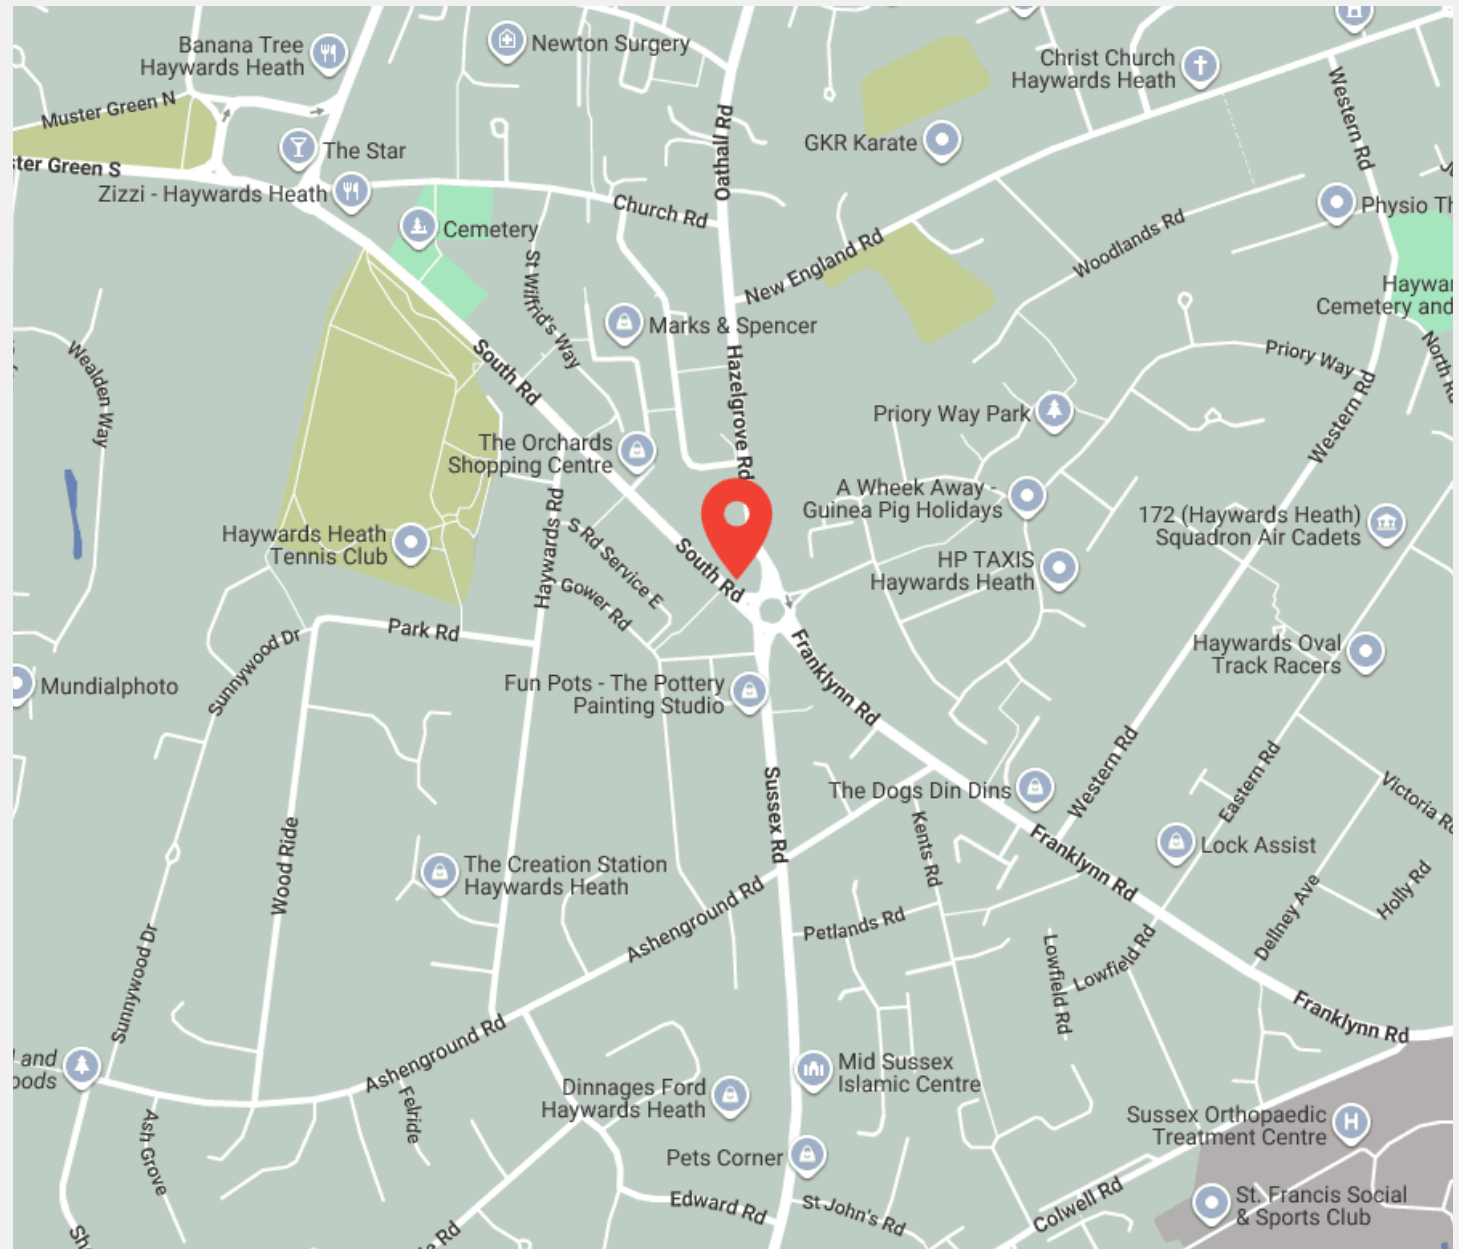 Banana Tree
Haywards Heath
Newton Surgery
Christ Church
Haywards Heath
Muster Green N
Oathall Rd
Western Rd
GKR Karate
The Star
ster Green S
Zizzi - Haywards Heath
Church Rd
Physio Th
Cemetery
Woodlands Rd
New England Rd
St Wilfrid's Way
Haywar
Cemetery and
Marks & Spencer
Wealden Way
South Rd
Hazelgrove Rd
Priory Way
North Rd
Western Rd
Priory Way Park
The Orchards
Shopping Centre
A Wheek Away -
Guinea Pig Holidays
172 (Haywards Heath)
Squadron Air Cadets
Haywards Heath
Tennis Club
Haywards Rd
S Rd Service E
South Rd
HP TAXIS
Haywards Heath
Gower Rd
Park Rd
Sunnywood Dr
Franklynn Rd
Haywards Oval
Track Racers
Mundialphoto
Fun Pots - The Pottery
Painting Studio
Sussex Rd
Western Rd
Eastern Rd
Victoria Rd
The Dogs Din Dins
Wood Ride
Kents Rd
Franklynn Rd
Lock Assist
The Creation Station
Haywards Heath
Ashenground Rd
Petlands Rd
Dellney Ave
Holly Rd
Sunnywood Dr
Lowfield Rd
Lowfield Rd
Franklynn Rd
Ashenground Rd
l and
oods
Felride
Ash Grove
Dinnages Ford
Haywards Heath
Mid Sussex
Islamic Centre
Sussex Orthopaedic
Treatment Centre
Pets Corner
Edward Rd
St John's Rd
Colwell Rd
St. Francis Social
& Sports Club
Sh
e Rd